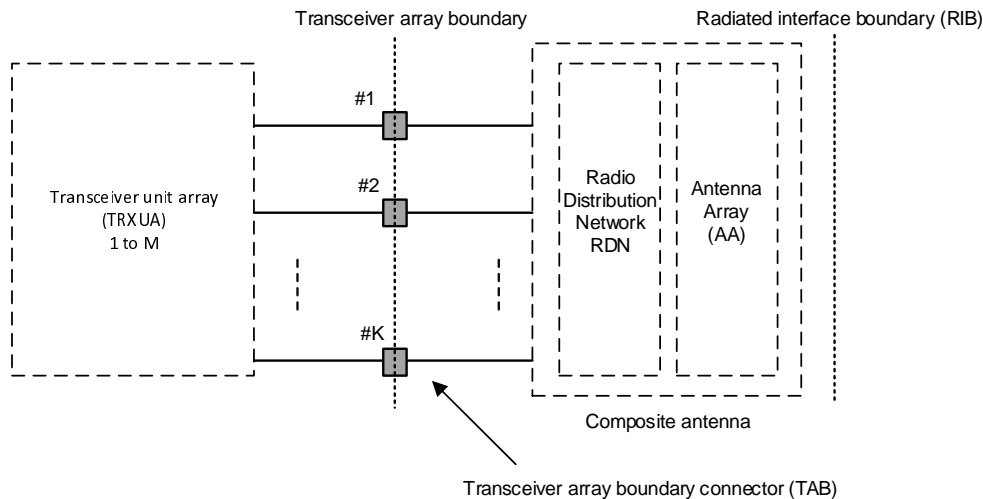 Transceiver array boundary
Radiated interface boundary (RIB)
#1
#2
#K
Transceiver unit array
(TRXUA)
1 to M
Radio
Distribution
Network
RDN
Antenna
Array
(AA)
Composite antenna
Transceiver array boundary connector (TAB)